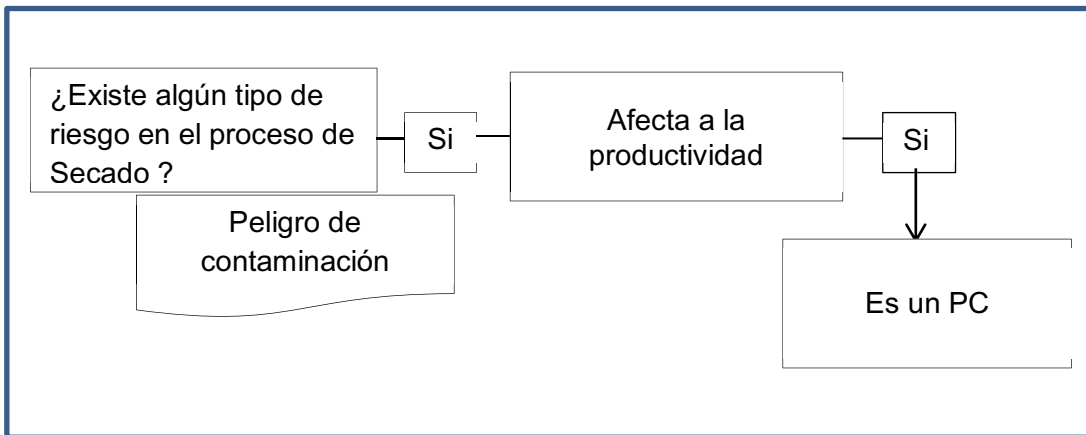 ¿Existe algún tipo de
riesgo en el proceso de
Secado ?
Si
Afecta a la
productividad
Si
Peligro de
contaminación
Es un PC